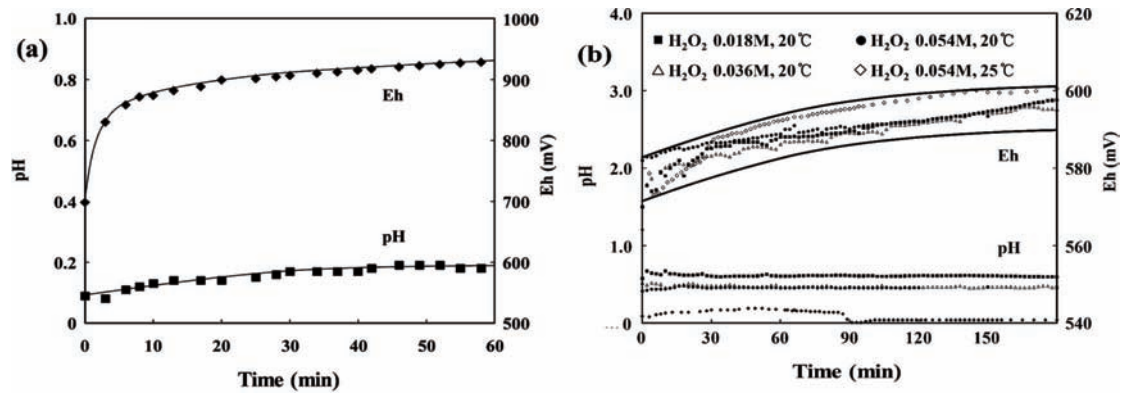 (a)
1.0
0.8
0.6
0.4
0.2
0
pH
1000
900
800
700
600
500
Eh (mV)
Eh
pH
0 10 20 30 40 50 60
Time (min)
(b)
4.0
3.0
2.0
1.0
0
pH
620
600
580
560
540
Eh (mV)
■ H₂O₂ 0.018M, 20℃ ● H₂O₂ 0.054M, 20℃
△ H₂O₂ 0.036M, 20℃ ◇ H₂O₂ 0.054M, 25℃
Eh
pH
0 30 60 90 120 150
Time (min)